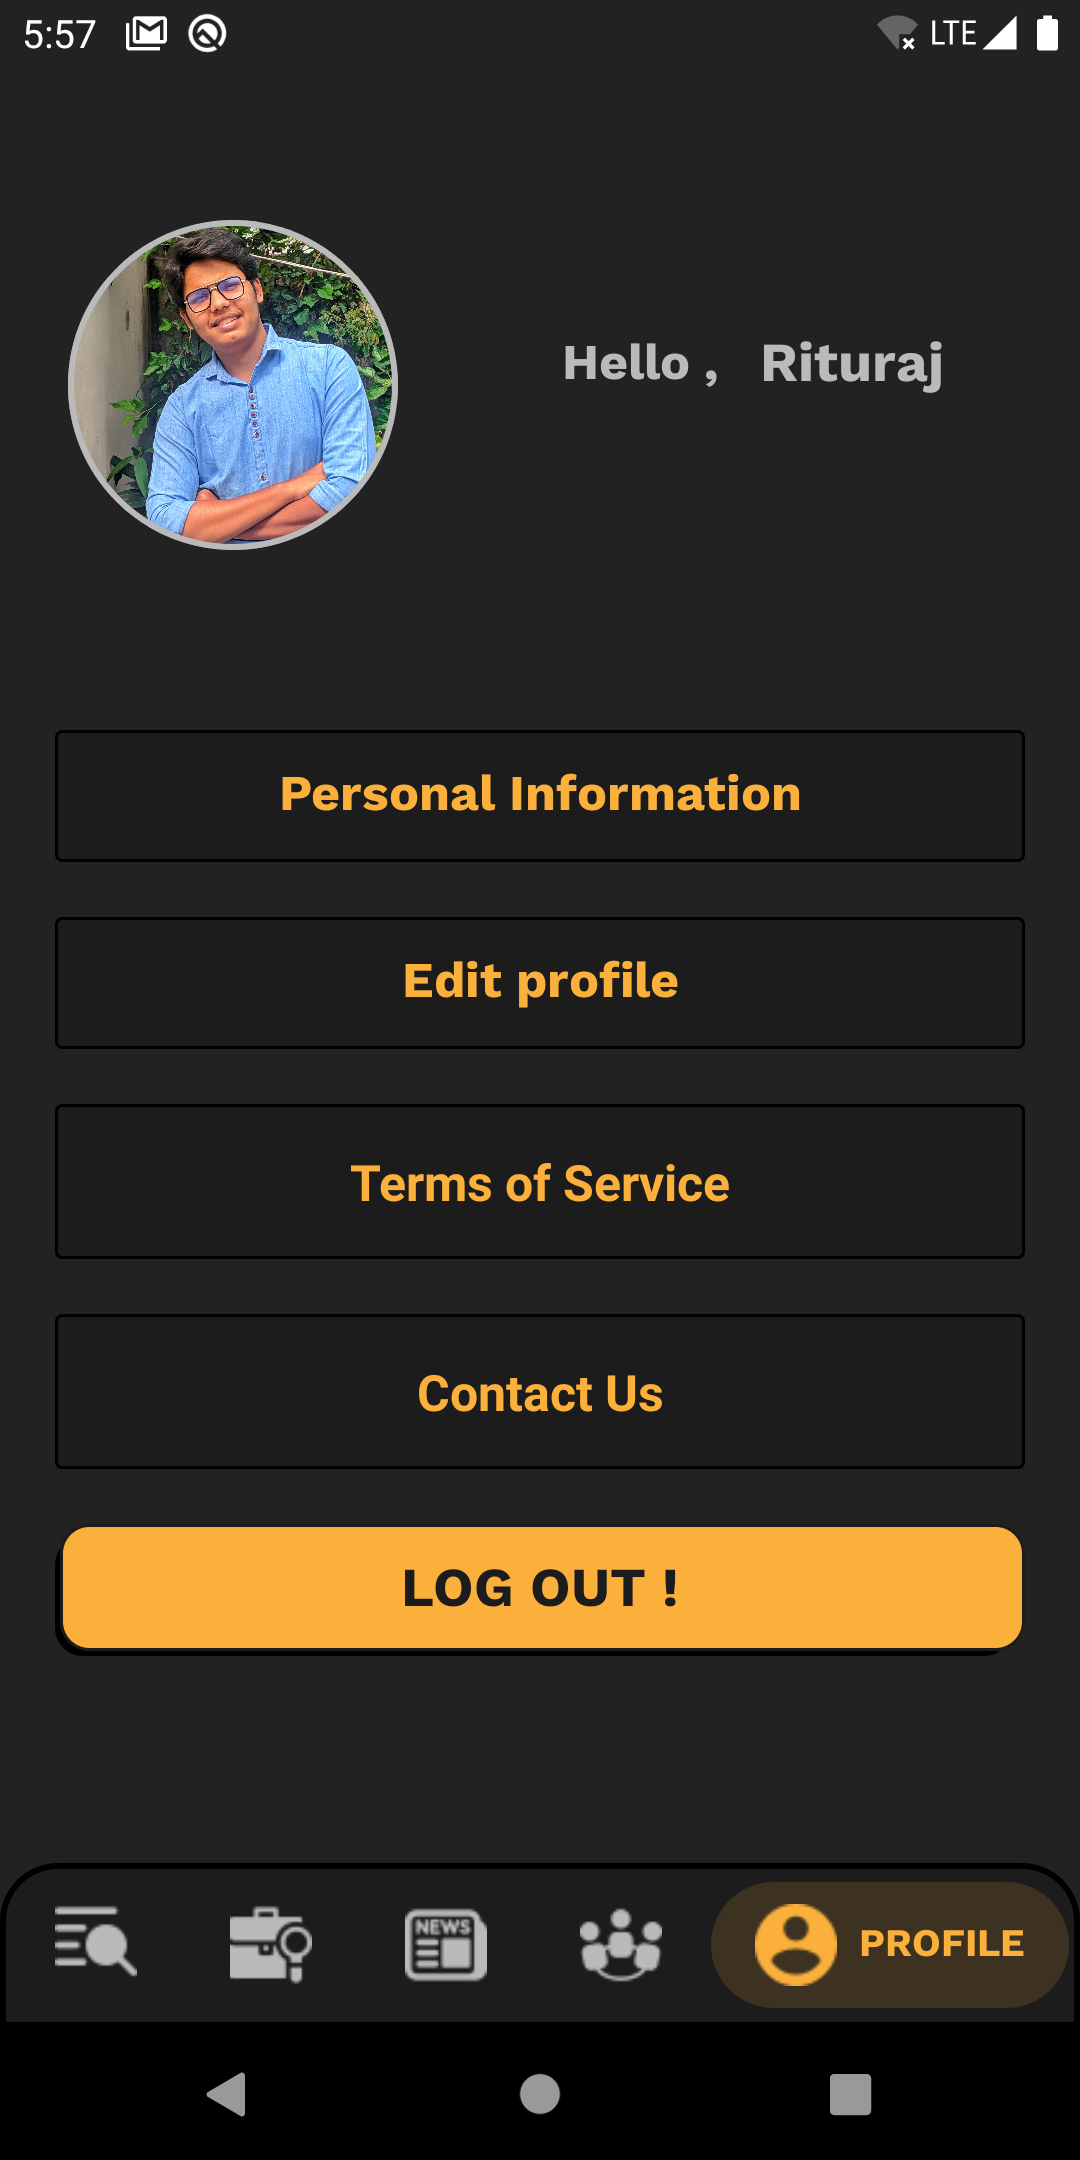 5:57 LTE
Hello , Rituraj
Personal Information
Edit profile
Terms of Service
Contact Us
LOG OUT !
NEWS PROFILE